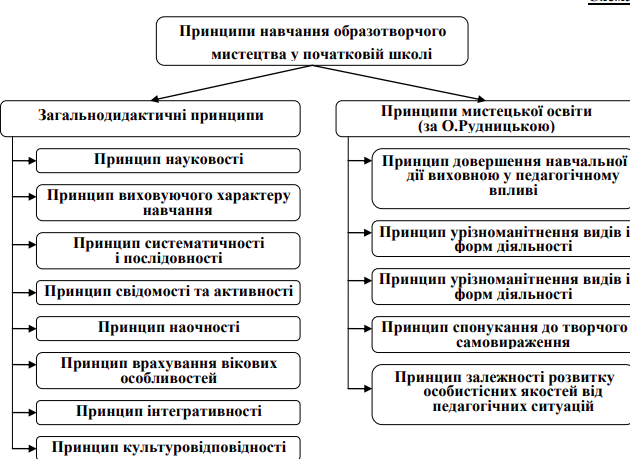 Принципи навчання образотворчого
мистецтва у початковій школі
Загальнодидактичні принципи
Принцип науковості
Принцип виховуючого характеру
навчання
Принцип систематичності
і послідовності
Принцип свідомості та активності
Принцип наочності
Принцип врахування вікових
особливостей
Принцип інтегративності
Принцип культуровідповідності
Принципи мистецької освіти
(за О.Рудницькою)
Принцип довершення навчальної
дії виховною у педагогічному
впливі
Принцип урізноманітнення видів і
форм діяльності
Принцип урізноманітнення видів і
форм діяльності
Принцип спонукання до творчого
самовираження
Принцип залежності розвитку
особистісних якостей від
педагогічних ситуацій